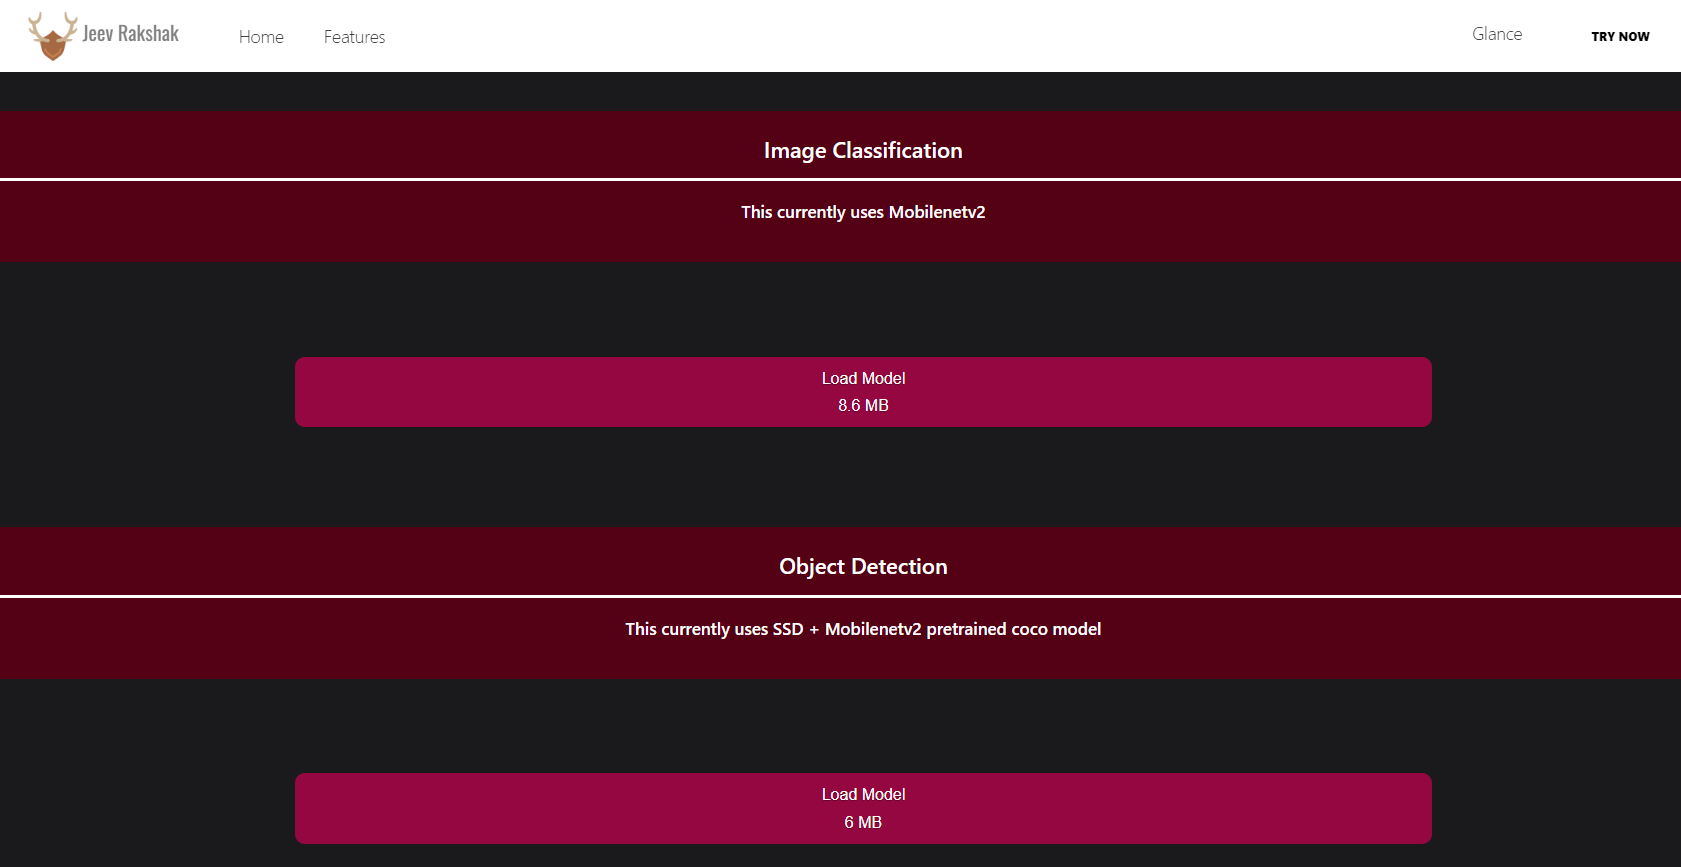 Jeev Rakshak
Home
Features
Glance
TRY NOW
Image Classification
This currently uses Mobilenetv2
Load Model
8.6 MB
Object Detection
This currently uses SSD + Mobilenetv2 pretrained coco model
Load Model
6 MB